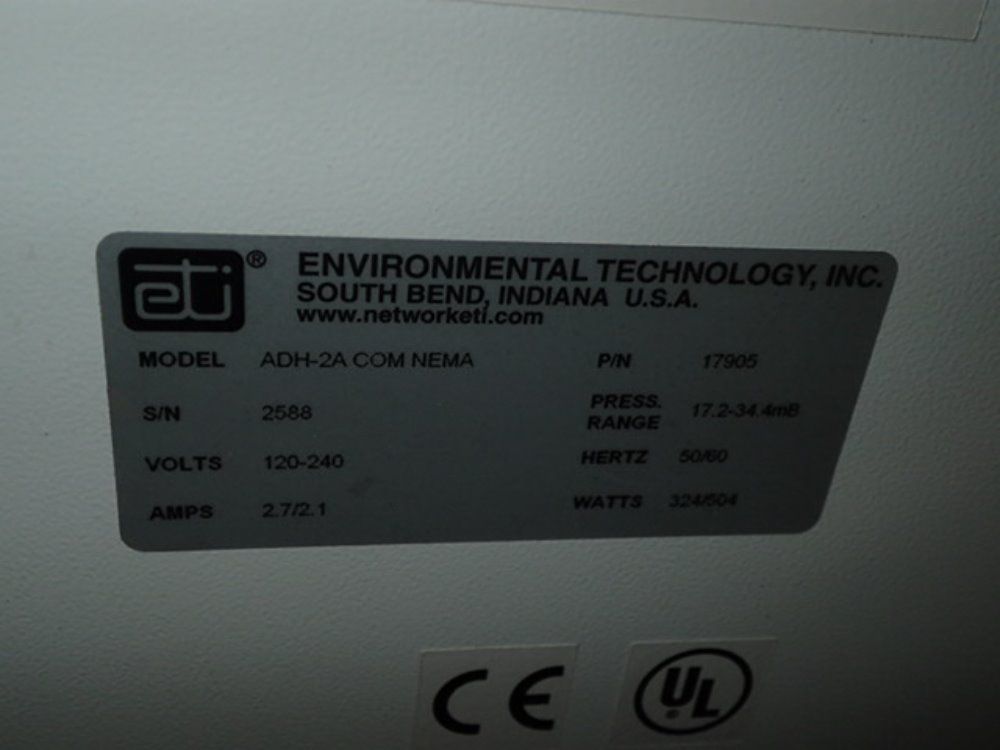 eti® ENVIRONMENTAL TECHNOLOGY, INC.
SOUTH BEND, INDIANA U.S.A.
www.networketi.com
MODEL ADH-2A COM NEMA P/N 17905
S/N 2588 PRESS. RANGE 17.2-34.4mB
VOLTS 120-240 HERTZ 50/60
AMPS 2.7/2.1 WATTS 324/504
CE UL